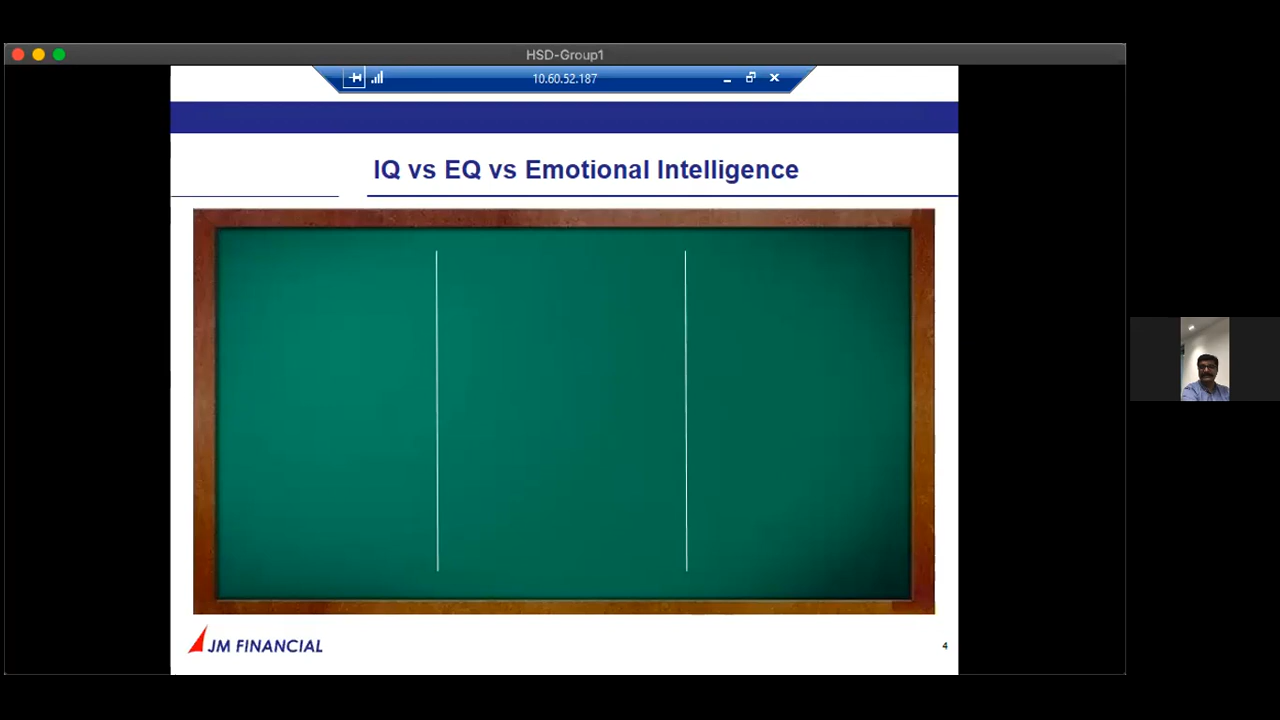 HSD-Group1
10.60.52.187
IQ vs EQ vs Emotional Intelligence
JM FINANCIAL
4